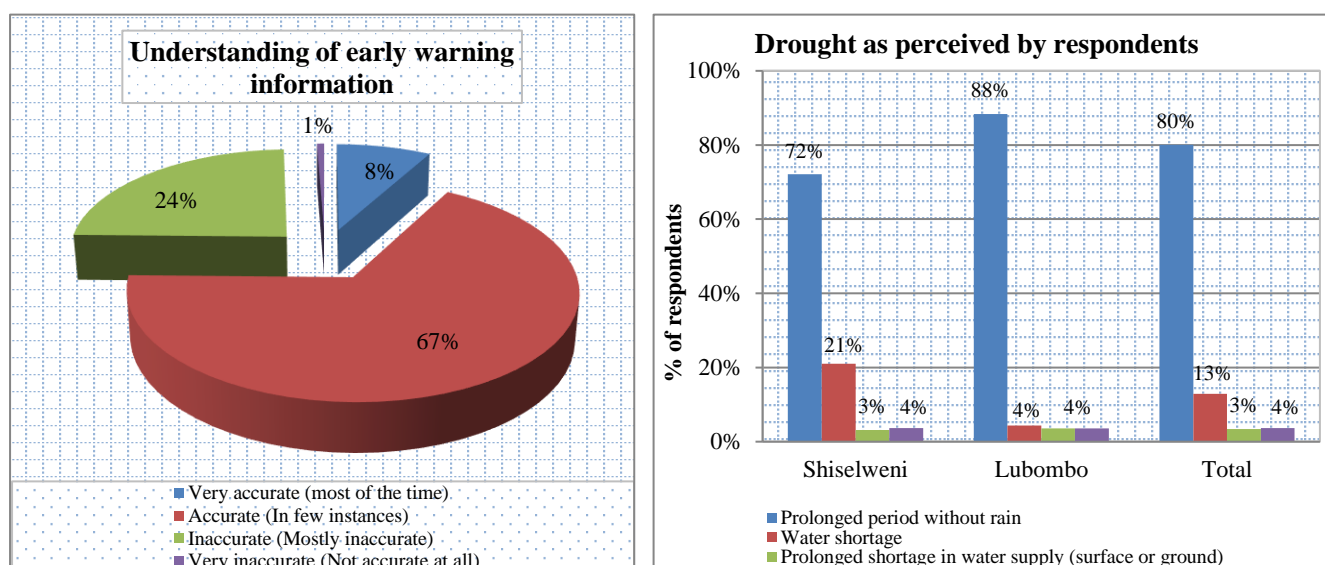 Understanding of early warning
information
1%
8%
24%
67%
Very accurate (most of the time)
Accurate (In few instances)
Inaccurate (Mostly inaccurate)
Very inaccurate (Not accurate at all)
Drought as perceived by respondents
% of respondents
100%
80%
60%
40%
20%
0%
72%
21%
3%
4%
88%
4%
4%
80%
13%
3%
4%
Shiselweni
Lubombo
Total
Prolonged period without rain
Water shortage
Prolonged shortage in water supply (surface or ground)